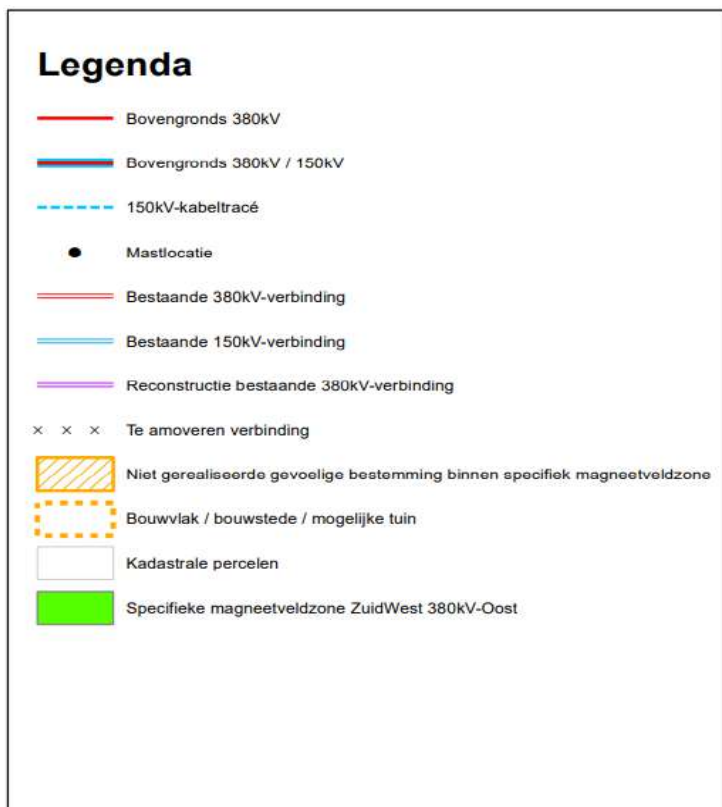 Legenda
Bovengronds 380kV
Bovengronds 380kV / 150kV
150kV-kabeltracé
Mastlocatie
Bestaande 380kV-verbinding
Bestaande 150kV-verbinding
Reconstructie bestaande 380kV-verbinding
Te amoveren verbinding
Niet gerealiseerde gevoelige bestemming binnen specifiek magneetveldzone
Bouwvlak / bouwstede / mogelijke tuin
Kadastrale percelen
Specifieke magneetveldzone ZuidWest 380kV-Oost